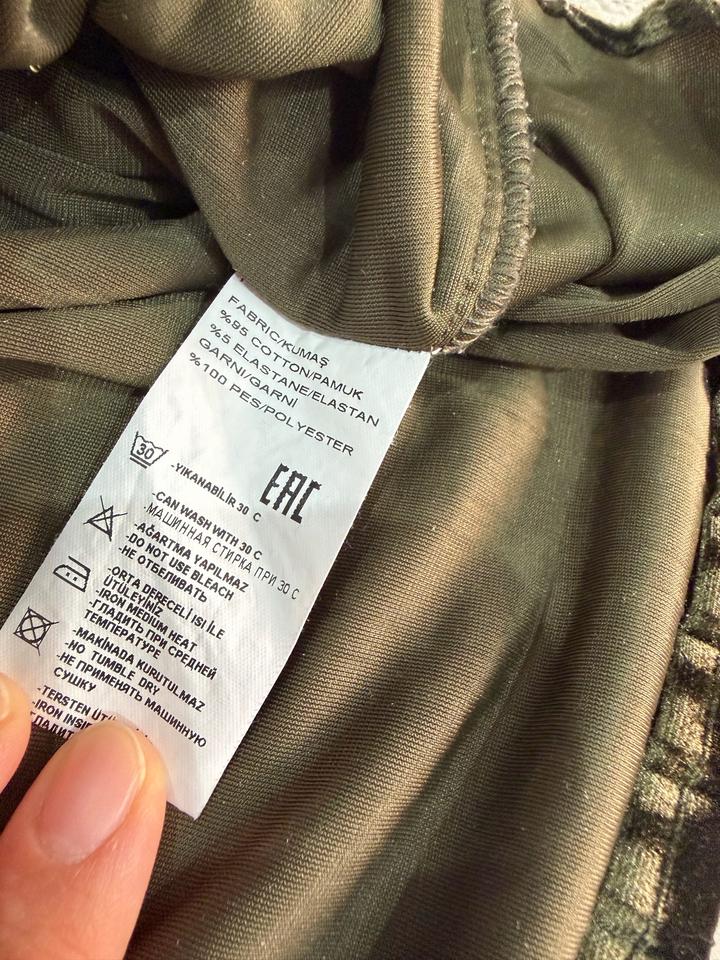 FABRIC/KUMAŞ
%95 COTTON/PAMUK
%5 ELASTANE/ELASTAN
GARNI/GARNİ
%100 PES/POLYESTER
30
-YIKANABİLİR 30 C
EAC
-CAN WASH WITH 30 C
-МАШИННАЯ СТИРКА ПРИ 30 C
-AĞARTMA YAPILMAZ
-DO NOT USE BLEACH
-НЕ ОТБЕЛИВАТЬ
-ORTA DERECELİ ISI İLE
ÜTÜLEYİNİZ
-IRON MEDIUM HEAT
-ГЛАДИТЬ ПРИ СРЕДНЕЙ
ТЕМПЕРАТУРЕ
-MAKİNADA KURUTULMAZ
-NO TUMBLE DRY
-НЕ ПРИМЕНЯТЬ МАШИННУЮ
СУШКУ
-TERSTEN
-IRON